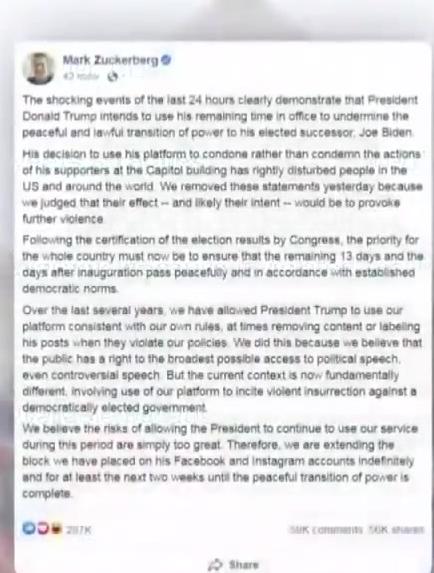 Mark Zuckerberg
The shocking events of the last 24 hours clearly demonstrate that President
Donald Trump intends to use his remaining time in office to undermine the
peaceful and lawful transition of power to his elected successor, Joe Biden.
His decision to use his platform to condone rather than condemn the actions
of his supporters at the Capitol building has rightly disturbed people in the
US and around the world. We removed these statements yesterday because
we judged that their effect -- and likely their intent -- would be to provoke
further violence.
Following the certification of the election results by Congress, the priority for
the whole country must now be to ensure that the remaining 13 days and the
days after inauguration pass peacefully and in accordance with established
democratic norms.
Over the last several years, we have allowed President Trump to use our
platform consistent with our own rules, at times removing content or labeling
his posts when they violate our policies. We did this because we believe that
the public has a right to the broadest possible access to political speech,
even controversial speech. But the current context is now fundamentally
different, involving use of our platform to incite violent insurrection against a
democratically elected government.
We believe the risks of allowing the President to continue to use our service
during this period are simply too great. Therefore, we are extending the
block we have placed on his Facebook and Instagram accounts indefinitely
and for at least the next two weeks until the peaceful transition of power is
complete.
comments 56K shares
Share